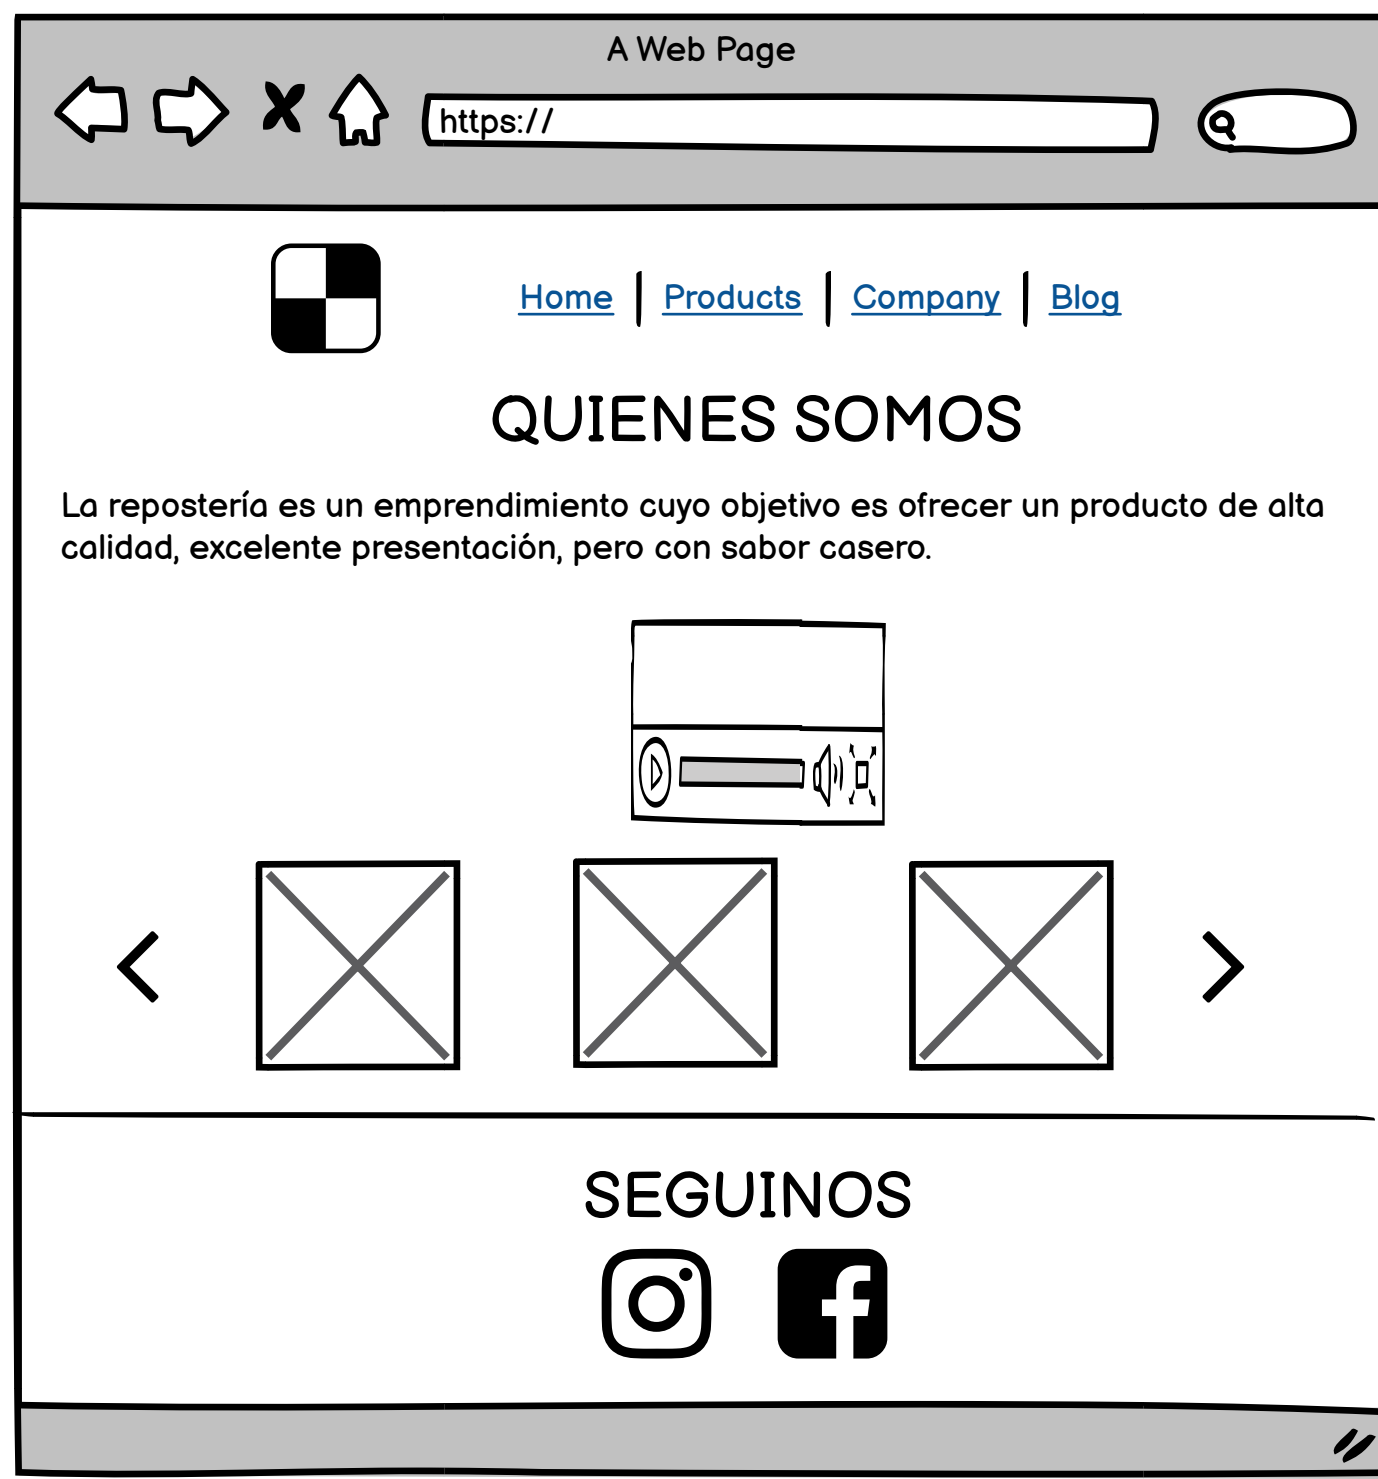 A Web Page
https://
Home | Products | Company | Blog
QUIENES SOMOS
La repostería es un emprendimiento cuyo objetivo es ofrecer un producto de alta
calidad, excelente presentación, pero con sabor casero.
SEGUINOS